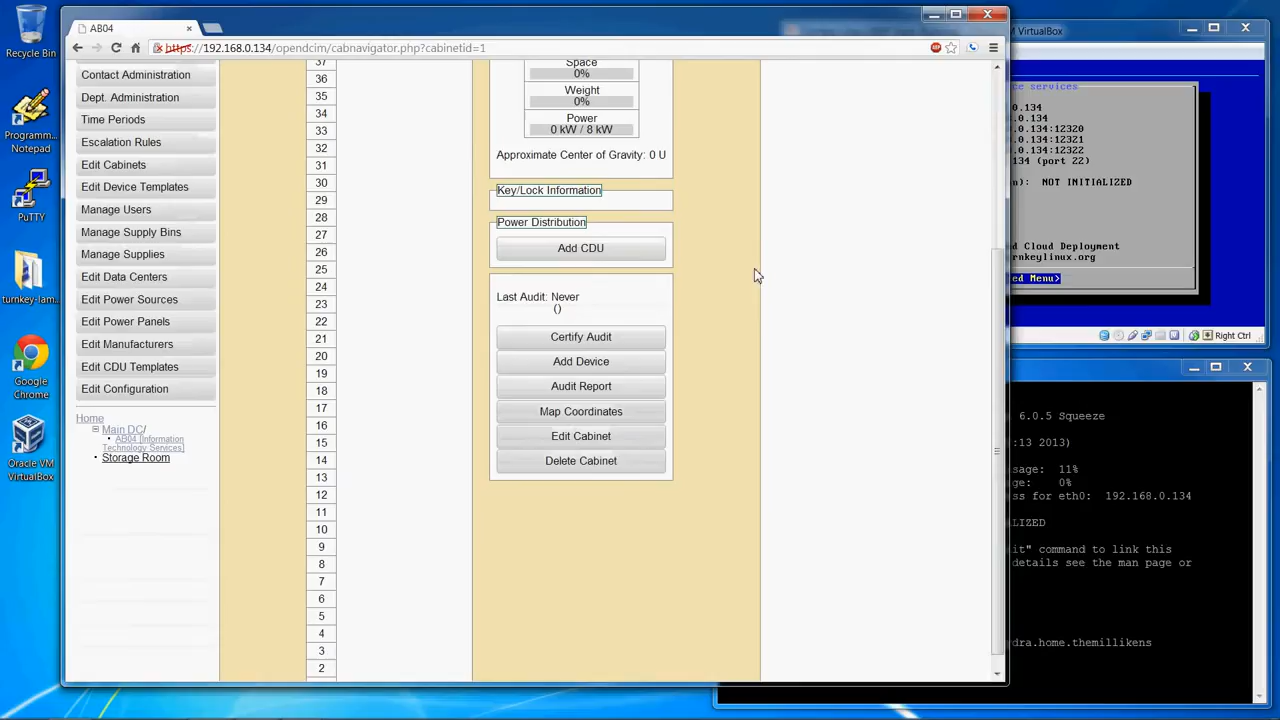 Recycle Bin
Programm...
Notepad
PuTTY
turnkey-lam...
Google
Chrome
Oracle VM
VirtualBox
AB04
https://192.168.0.134/opendcim/cabnavigator.php?cabinetid=1
Contact Administration
Dept. Administration
Time Periods
Escalation Rules
Edit Cabinets
Edit Device Templates
Manage Users
Manage Supply Bins
Manage Supplies
Edit Data Centers
Edit Power Sources
Edit Power Panels
Edit Manufacturers
Edit CDU Templates
Edit Configuration
Home
Main DC/
AB04 [Information
Technology Services]
Storage Room
37
36
35
34
33
32
31
30
29
28
27
26
25
24
23
22
21
20
19
18
17
16
15
14
13
12
11
10
9
8
7
6
5
4
3
2
Space
0%
Weight
0%
Power
0 kW / 8 kW
Approximate Center of Gravity: 0 U
Key/Lock Information
Power Distribution
Add CDU
Last Audit: Never
()
Certify Audit
Add Device
Audit Report
Map Coordinates
Edit Cabinet
Delete Cabinet
M VirtualBox
ce services
.0.134
.0.134
.0.134:12320
.0.134:12321
.0.134:12322
.134 (port 22)
n): NOT INITIALIZED
d Cloud Deployment
rnkeylinux.org
ed Menu>
Right Ctrl
6.0.5 Squeeze
:13 2013)
sage: 11%
ge: 0%
ss for eth0: 192.168.0.134
IALIZED
it" command to link this
details see the man page or
dra.home.themillikens